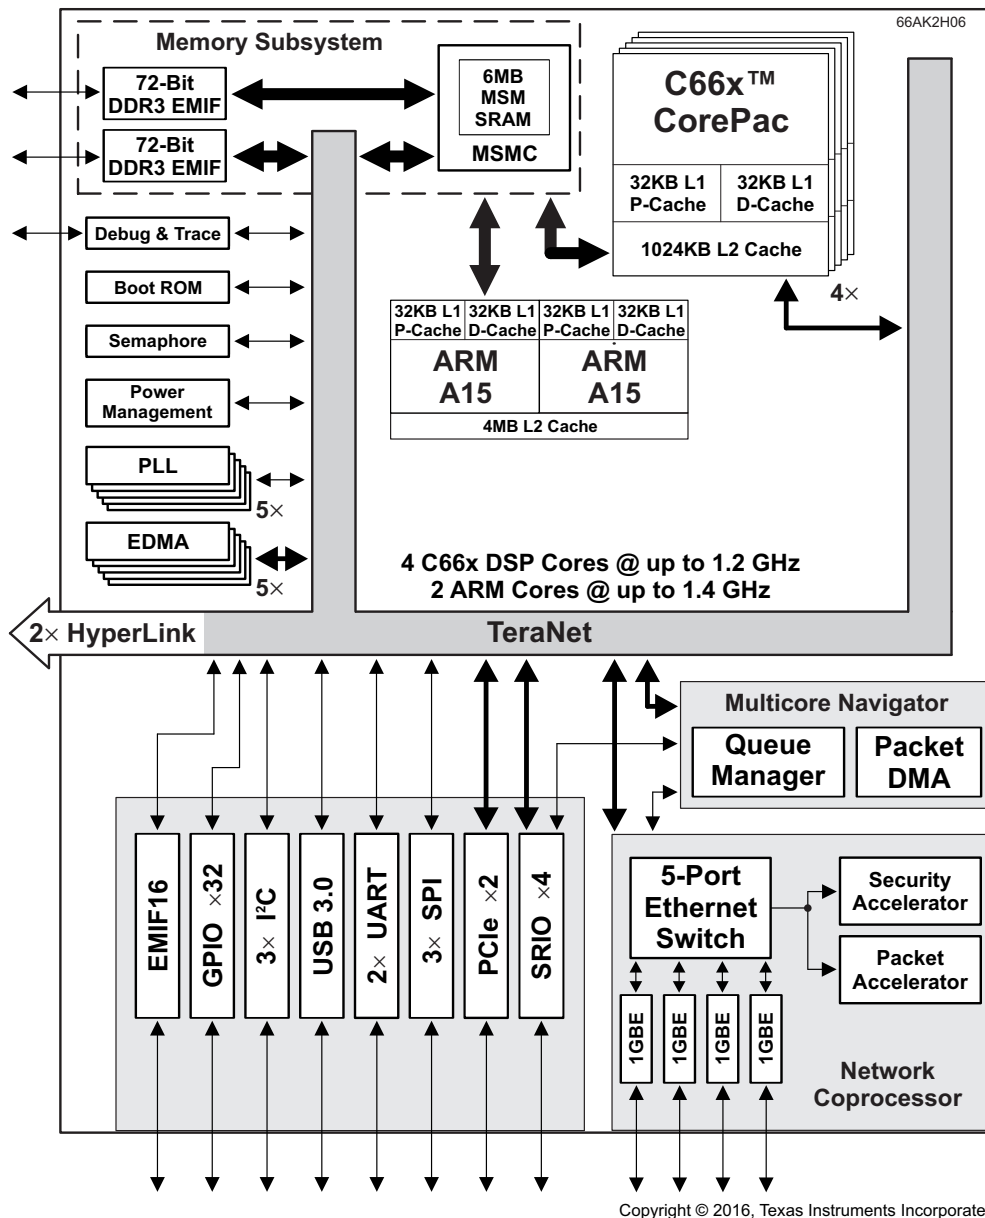 66AK2H06
Memory Subsystem
72-Bit
DDR3 EMIF
72-Bit
DDR3 EMIF
6MB
MSM
SRAM
MSMC
C66x™
CorePac
32KB L1
P-Cache
32KB L1
D-Cache
1024KB L2 Cache
4×
Debug & Trace
Boot ROM
Semaphore
Power
Management
PLL
5×
EDMA
5×
32KB L1
P-Cache
32KB L1
D-Cache
32KB L1
P-Cache
32KB L1
D-Cache
ARM
A15
ARM
A15
4MB L2 Cache
4 C66x DSP Cores @ up to 1.2 GHz
2 ARM Cores @ up to 1.4 GHz
2× HyperLink
TeraNet
Multicore Navigator
Queue
Manager
Packet
DMA
EMIF16
GPIO ×32
3× I²C
USB 3.0
2× UART
3× SPI
PCIe ×2
SRIO ×4
5-Port
Ethernet
Switch
Security
Accelerator
Packet
Accelerator
1GBE
1GBE
1GBE
1GBE
Network
Coprocessor
Copyright © 2016, Texas Instruments Incorporate